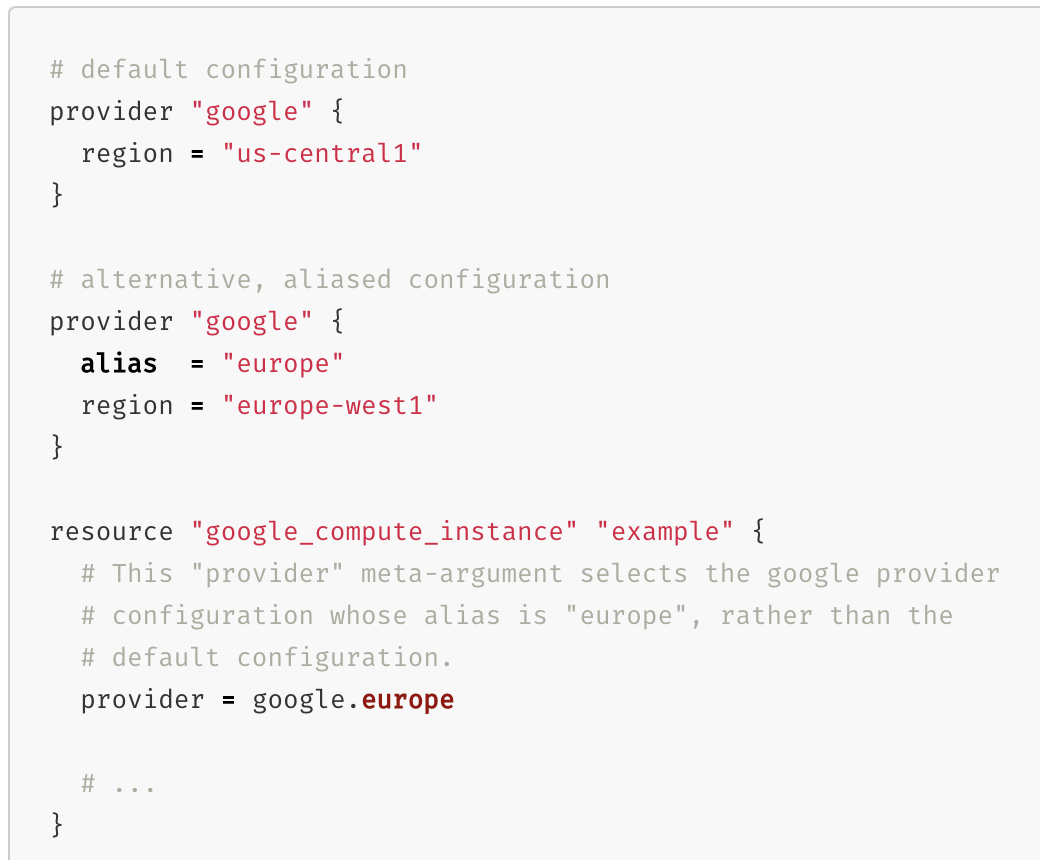 # default configuration
provider "google" {
  region = "us-central1"
}

# alternative, aliased configuration
provider "google" {
  alias  = "europe"
  region = "europe-west1"
}

resource "google_compute_instance" "example" {
  # This "provider" meta-argument selects the google provider
  # configuration whose alias is "europe", rather than the
  # default configuration.
  provider = google.europe

  # ...
}